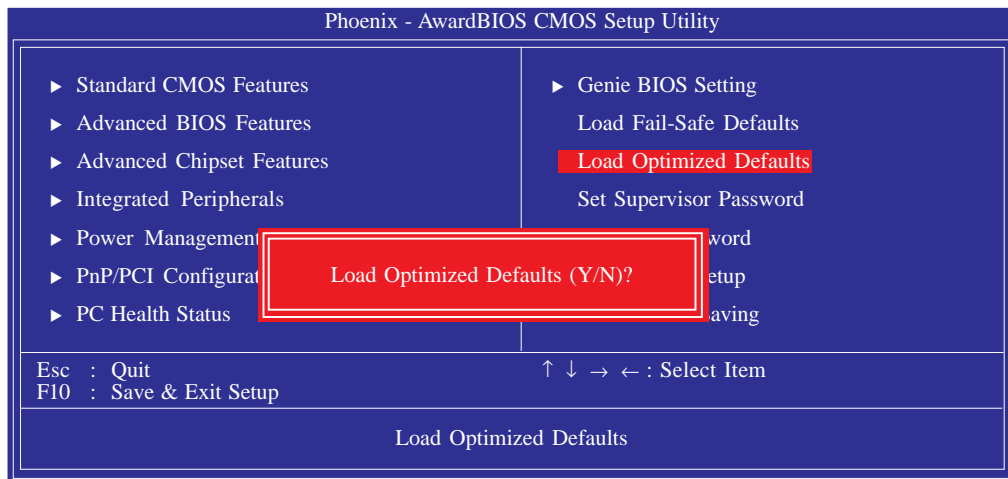 Phoenix - AwardBIOS CMOS Setup Utility
► Standard CMOS Features
► Advanced BIOS Features
► Advanced Chipset Features
► Integrated Peripherals
► Power Management
► PnP/PCI Configurat
► PC Health Status
► Genie BIOS Setting
Load Fail-Safe Defaults
Load Optimized Defaults
Set Supervisor Password
word
etup
aving
Load Optimized Defaults (Y/N)?
Esc : Quit
F10 : Save & Exit Setup
↑ ↓ → ← : Select Item
Load Optimized Defaults